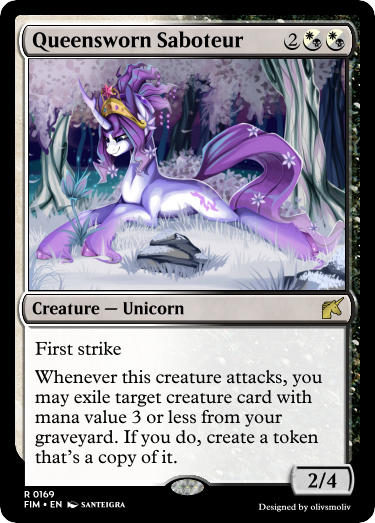 Queensworn Saboteur 2
Creature — Unicorn
First strike
Whenever this creature attacks, you
may exile target creature card with
mana value 3 or less from your
graveyard. If you do, create a token
that's a copy of it.
2/4
R 0169
FIM • EN SANTEIGRA
Designed by olivsmoliv